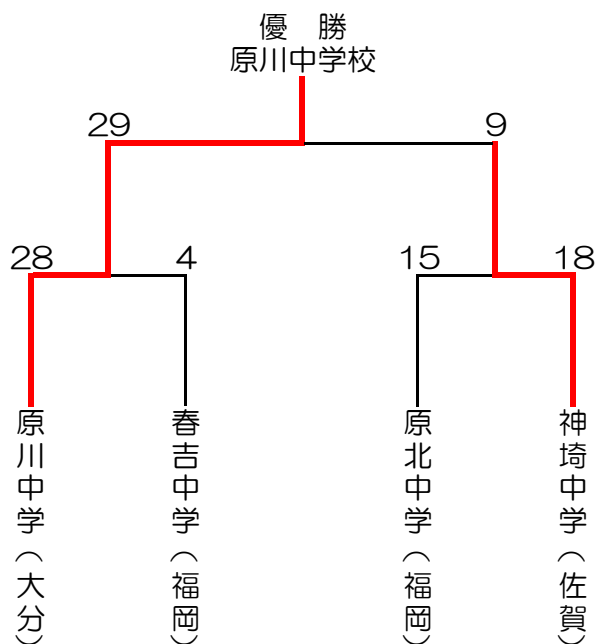 優　勝
原川中学校
29
9
28
4
15
18
原川中学（大分）
春吉中学（福岡）
原北中学（福岡）
神埼中学（佐賀）